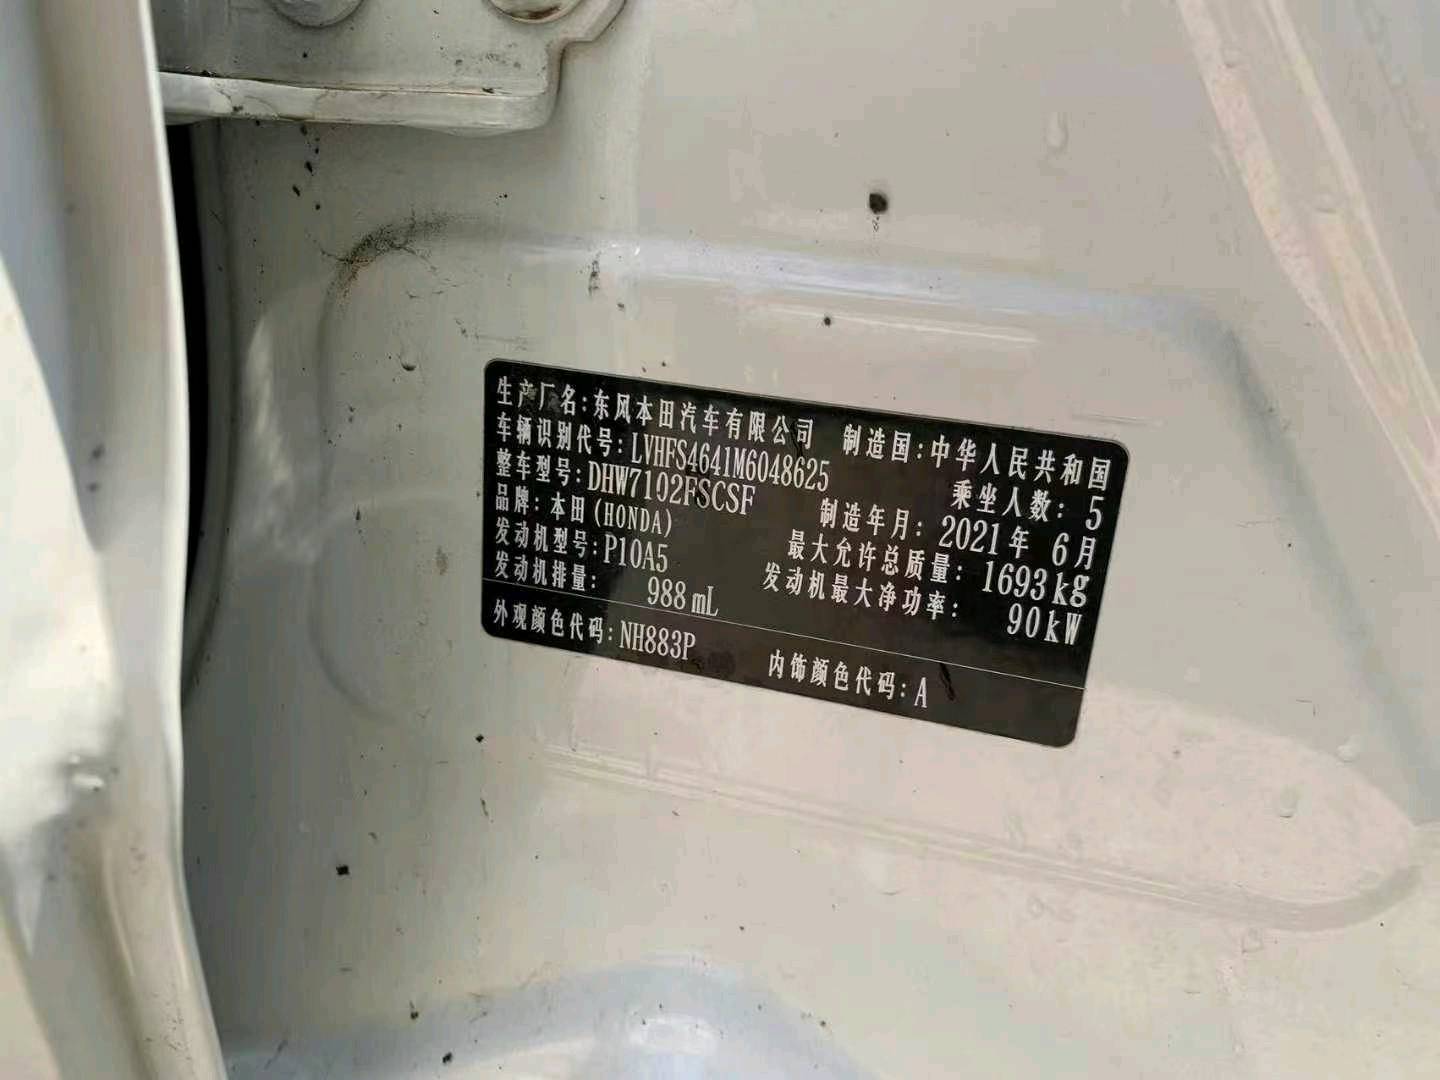 生产厂名:东风本田汽车有限公司 制造国:中华人民共和国
车辆识别代号:LVHFS4641M6048625 乘坐人数: 5
整车型号:DHW7102FSCSF 制造年月: 2021年 6月
品牌: 本田(HONDA) 最大允许总质量: 1693kg
发动机型号:P10A5 发动机最大净功率: 90kW
发动机排量: 988mL
外观颜色代码:NH883P 内饰颜色代码:A